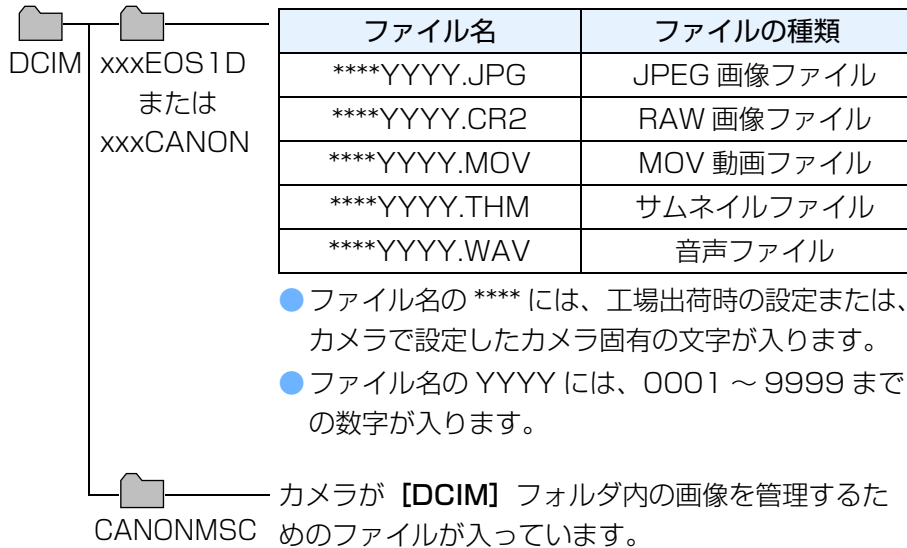 DCIM
xxxEOS1D
または
xxxCANON
ファイル名 ファイルの種類
****YYYY.JPG JPEG 画像ファイル
****YYYY.CR2 RAW 画像ファイル
****YYYY.MOV MOV 動画ファイル
****YYYY.THM サムネイルファイル
****YYYY.WAV 音声ファイル
●ファイル名の **** には、工場出荷時の設定または、
カメラで設定したカメラ固有の文字が入ります。
●ファイル名の YYYY には、0001 ～ 9999 まで
の数字が入ります。
CANONMSC
カメラが［DCIM］フォルダ内の画像を管理するた
めのファイルが入っています。